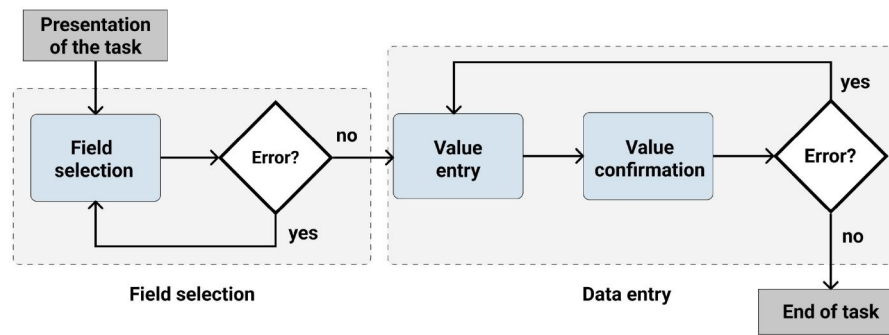 Presentation
of the task
Field
selection
Error?
no
yes
Value
entry
Value
confirmation
Error?
yes
no
Field selection
Data entry
End of task